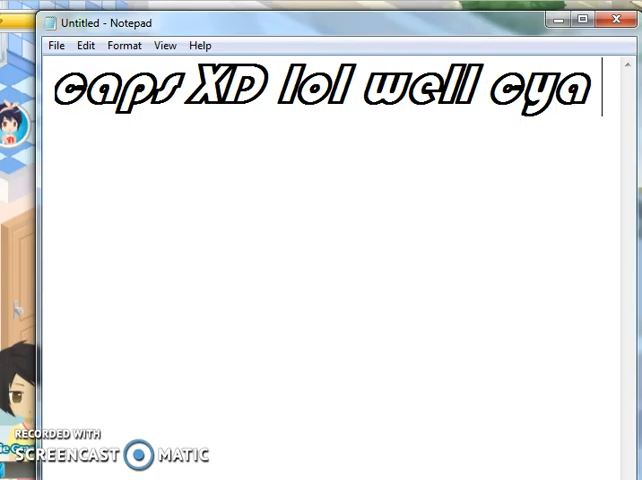 Untitled - Notepad
File Edit Format View Help
caps XD lol well cya
RECORDED WITH
SCREENCAST MATIC